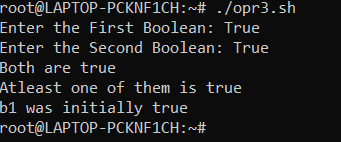 root@LAPTOP-PCKNF1CH:~# ./opr3.sh
Enter the First Boolean: True
Enter the Second Boolean: True
Both are true
Atleast one of them is true
b1 was initially true
root@LAPTOP-PCKNF1CH:~#